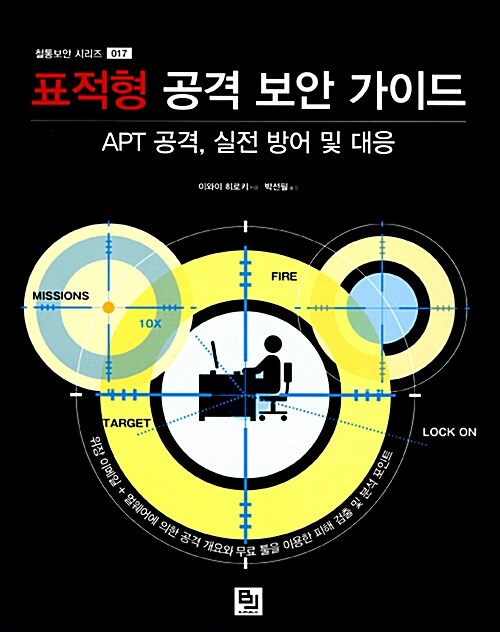 철통보안 시리즈 017
표적형 공격 보안 가이드
APT 공격, 실전 방어 및 대응
이와이 히로키 지음 박선필 옮김
FIRE
MISSIONS
10X
TARGET
LOCK ON
위장 이메일 + 멀웨어에 의한 공격 개요와 무료 툴을 이용한 피해 검출 및 분석 포인트
BJ